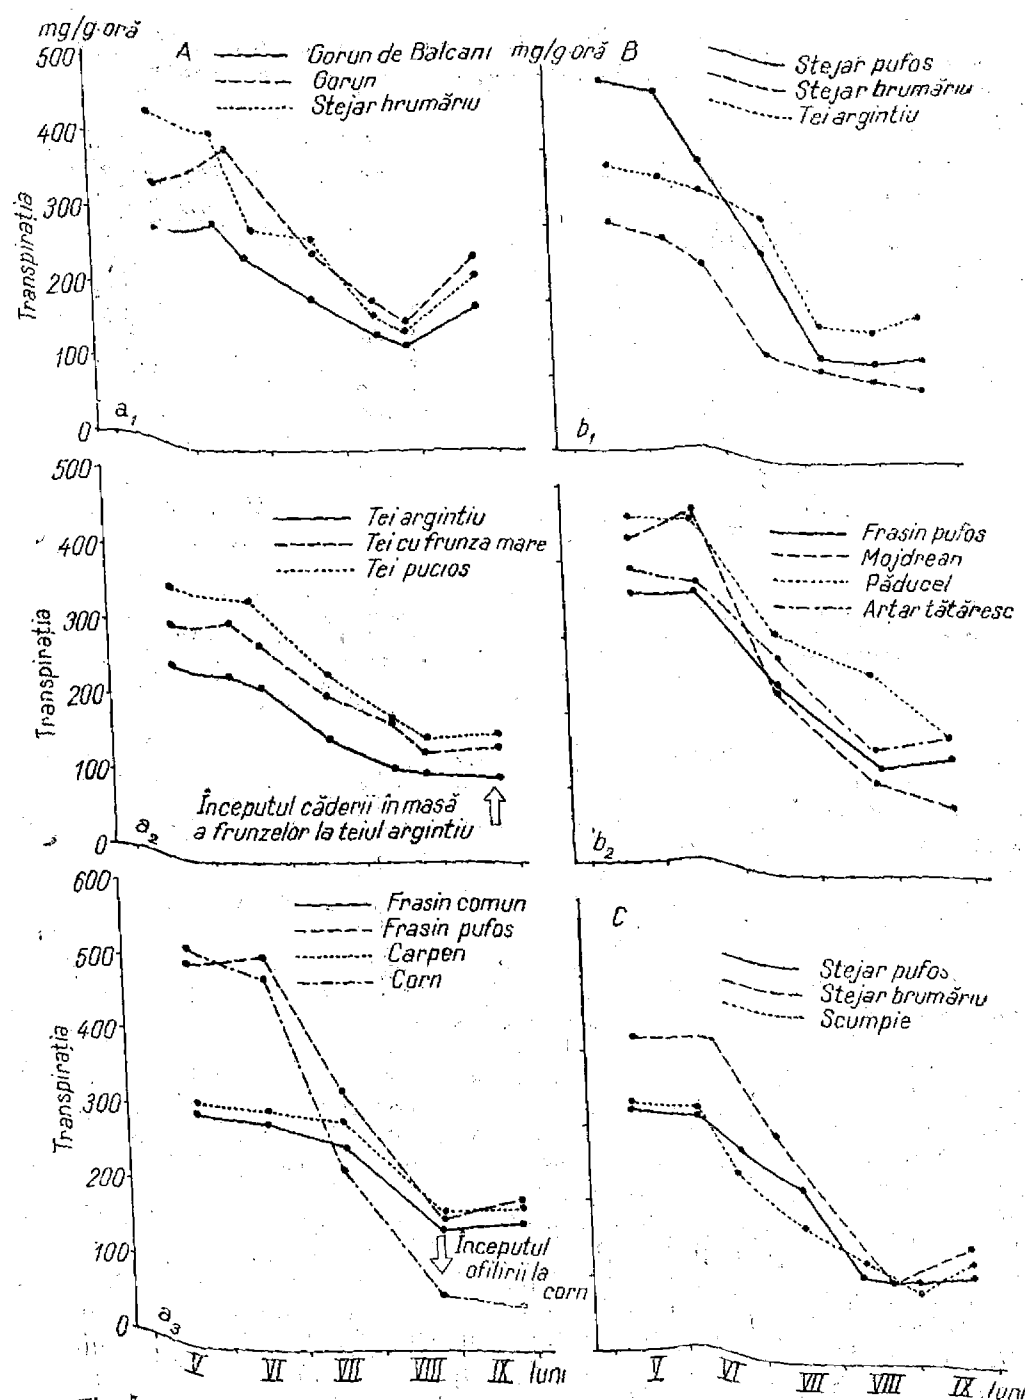 mg/g·oră
500
400
300
200
100
0
Transpirația
A
Gorun de Balcani
Gorun
Stejar brumăriu
a1
mg/g·oră
B
Stejar pufos
Stejar brumăriu
Tei argintiu
b1
500
400
300
200
100
0
Transpirația
Tei argintiu
Tei cu frunza mare
Tei pucios
Începutul căderii în masă
a frunzelor la teiul argintiu
a2
Frasin pufos
Mojdrean
Păducel
Arțar tătăresc
b2
600
500
400
300
200
100
0
Transpirația
Frasin comun
Frasin pufos
Carpen
Corn
Începutul
ofilirii la
corn
a3
V VI VII VIII IX luni
C
Stejar pufos
Stejar brumăriu
Scumpie
V VI VII VIII IX luni